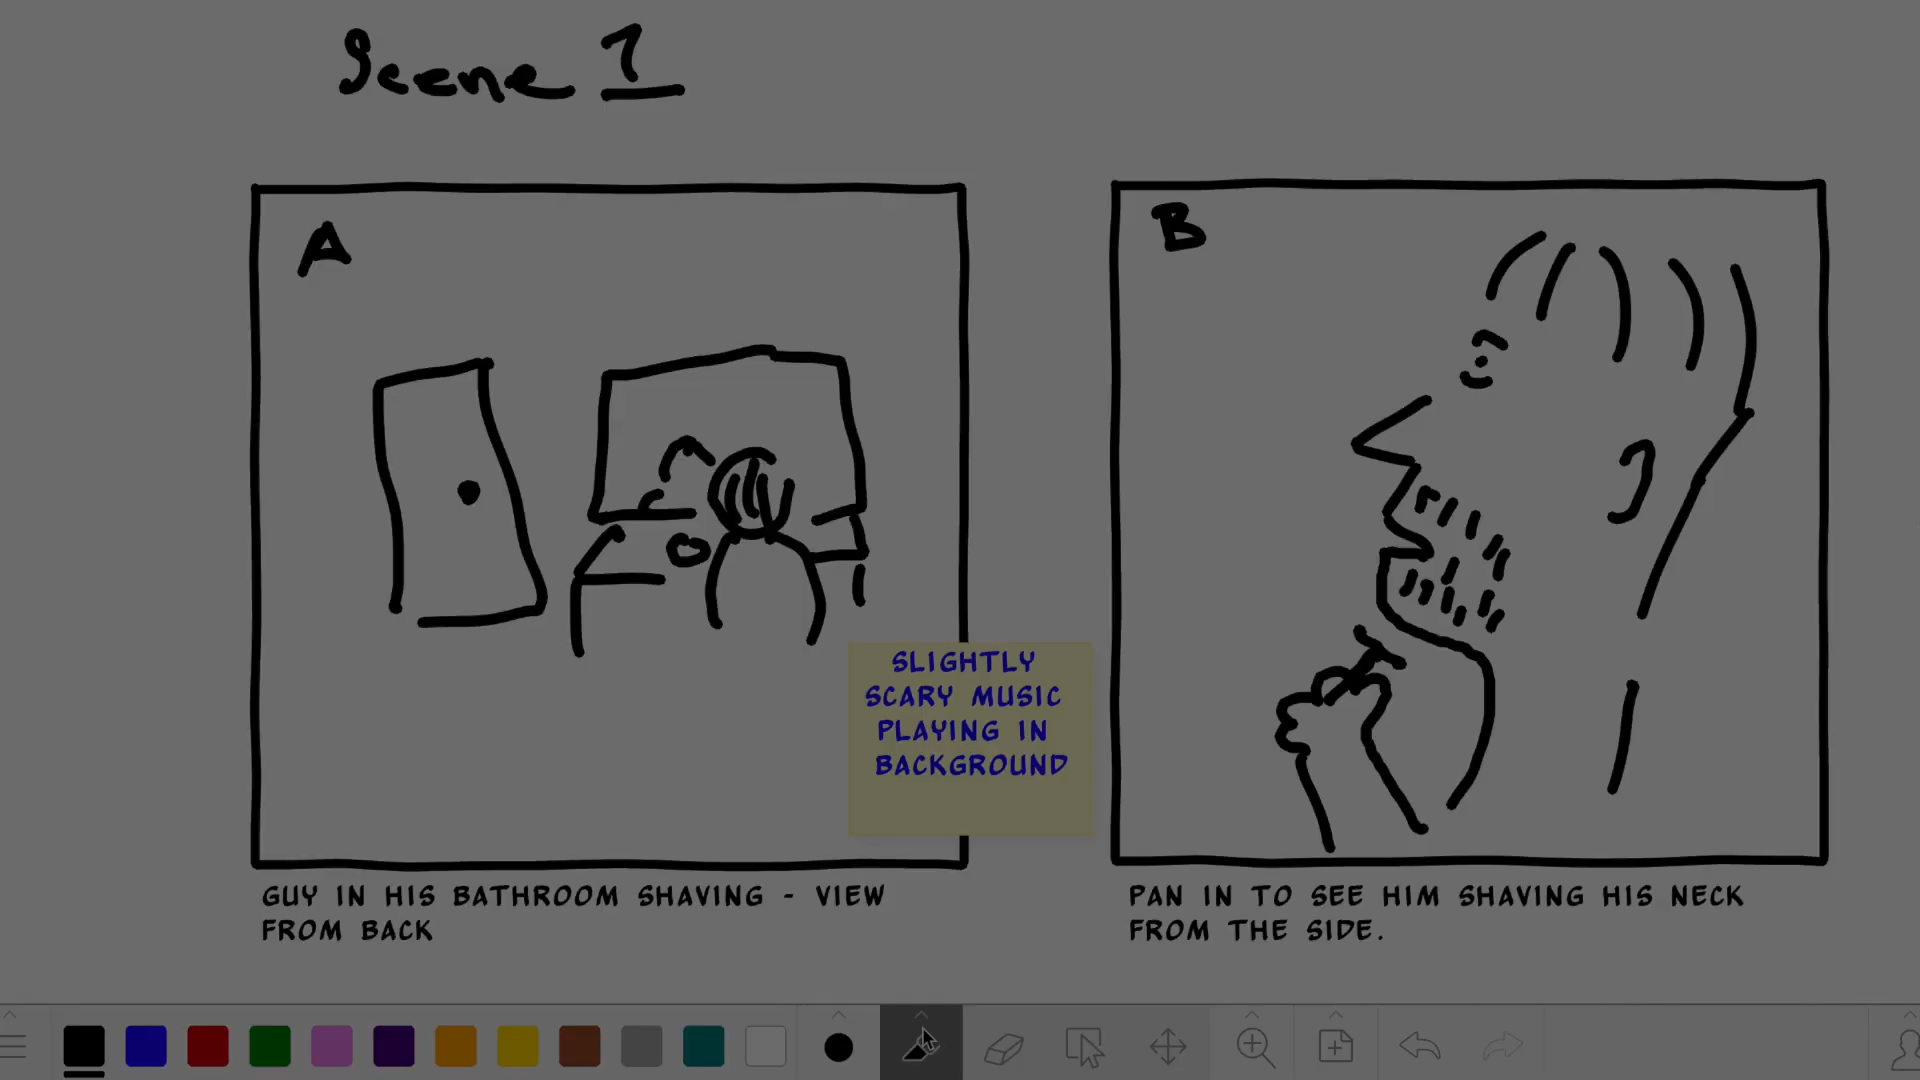 Scene 1
A
B
SLIGHTLY
SCARY MUSIC
PLAYING IN
BACKGROUND
GUY IN HIS BATHROOM SHAVING - VIEW
FROM BACK
PAN IN TO SEE HIM SHAVING HIS NECK
FROM THE SIDE.